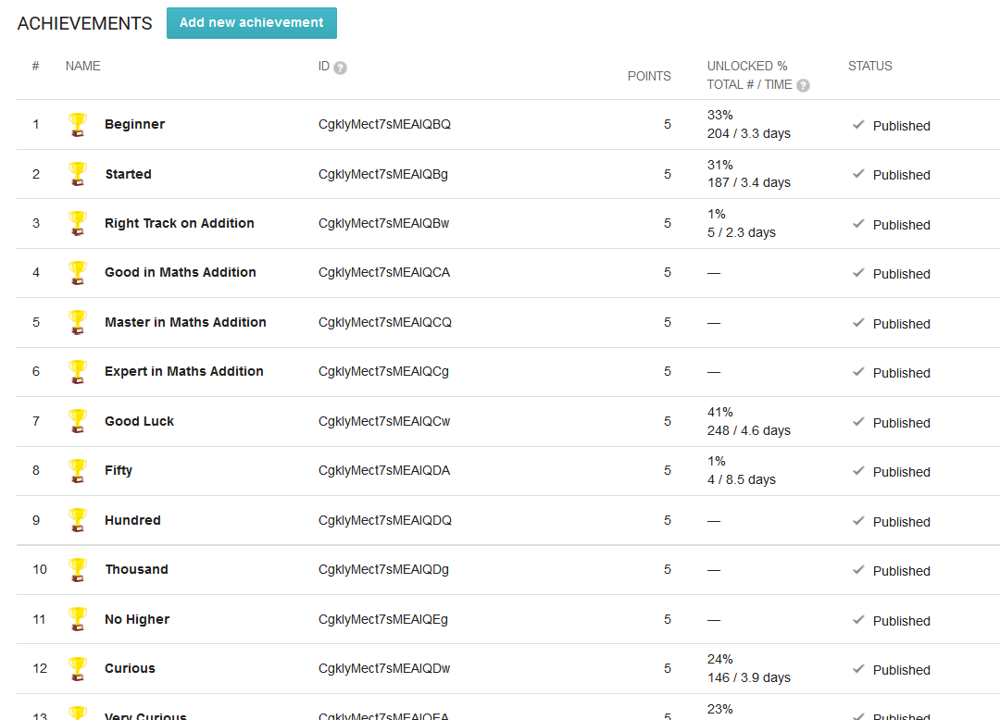 ACHIEVEMENTS Add new achievement
# NAME ID ? POINTS UNLOCKED % STATUS
TOTAL # / TIME ?
1 Beginner CgklyMect7sMEAIQBQ 5 33% Published
204 / 3.3 days
2 Started CgklyMect7sMEAIQBg 5 31% Published
187 / 3.4 days
3 Right Track on Addition CgklyMect7sMEAIQBw 5 1% Published
5 / 2.3 days
4 Good in Maths Addition CgklyMect7sMEAIQCA 5 — Published
5 Master in Maths Addition CgklyMect7sMEAIQCQ 5 — Published
6 Expert in Maths Addition CgklyMect7sMEAIQCg 5 — Published
7 Good Luck CgklyMect7sMEAIQCw 5 41% Published
248 / 4.6 days
8 Fifty CgklyMect7sMEAIQDA 5 1% Published
4 / 8.5 days
9 Hundred CgklyMect7sMEAIQDQ 5 — Published
10 Thousand CgklyMect7sMEAIQDg 5 — Published
11 No Higher CgklyMect7sMEAIQEg 5 — Published
12 Curious CgklyMect7sMEAIQDw 5 24% Published
146 / 3.9 days
13 Very Curious CgklyMect7sMEAIQEA 5 23% Published